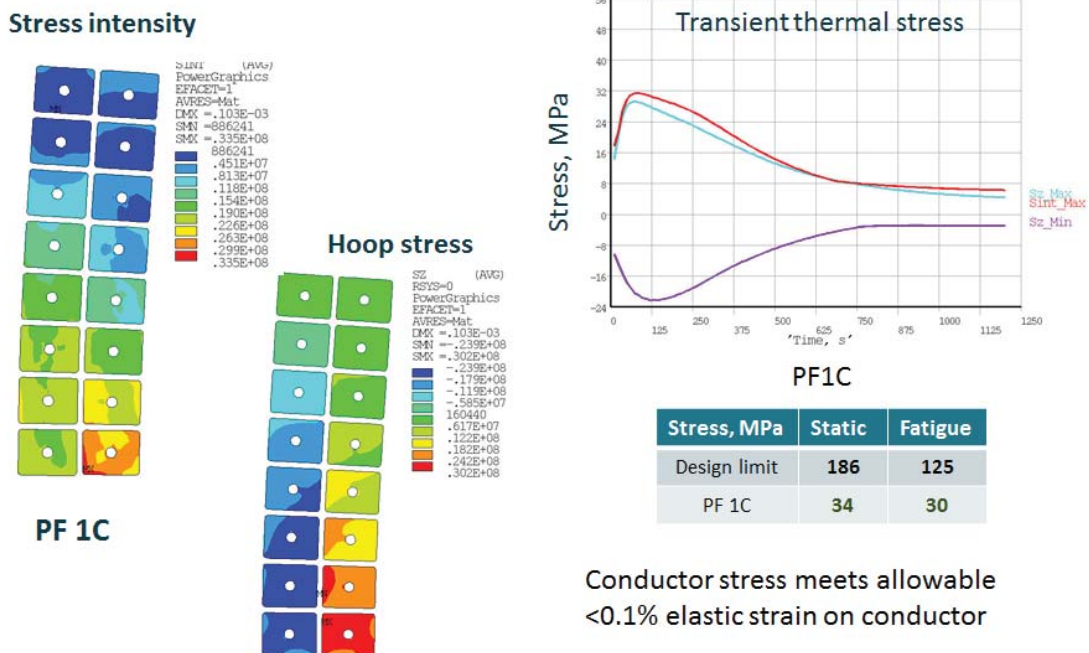 Stress intensity
SINT (AVG)
PowerGraphics
EFACET=1
AVRES=Mat
DMX =.103E-03
SMN =886241
SMX =.335E+08
886241
.451E+07
.813E+07
.118E+08
.154E+08
.190E+08
.226E+08
.263E+08
.299E+08
.335E+08
MX
PF 1C
Hoop stress
SZ (AVG)
RSYS=0
PowerGraphics
EFACET=1
AVRES=Mat
DMX =.103E-03
SMN =-.239E+08
SMX =.302E+08
-.239E+08
-.179E+08
-.119E+08
-.585E+07
160440
.617E+07
.122E+08
.182E+08
.242E+08
.302E+08
MX
Transient thermal stress
Stress, MPa
56
48
40
32
24
16
8
0
-8
-16
-24
0
125
250
375
500
625
750
875
1000
1125
1250
'Time, s'
Sz_Max
Sint_Max
Sz_Min
PF1C
Stress, MPa Static Fatigue
Design limit 186 125
PF 1C 34 30
Conductor stress meets allowable
<0.1% elastic strain on conductor